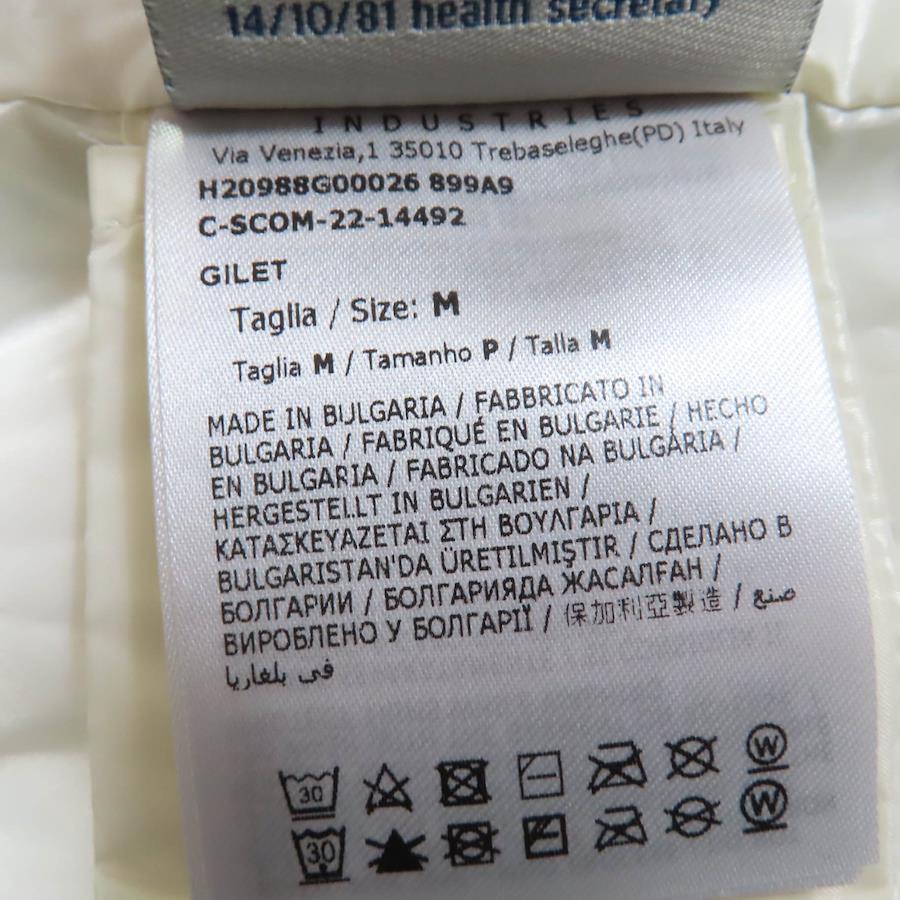 14/10/81 health secretary
INDUSTRIES
Via Venezia,1 35010 Trebaseleghe(PD) Italy
H20988G00026 899A9
C-SCOM-22-14492
GILET
Taglia / Size: M
Taglia M / Tamanho P / Talla M
MADE IN BULGARIA / FABBRICATO IN
BULGARIA / FABRIQUÉ EN BULGARIE / HECHO
EN BULGARIA / FABRICADO NA BULGÁRIA /
HERGESTELLT IN BULGARIEN /
ΚΑΤΑΣΚΕΥΑΖΕΤΑΙ ΣΤΗ ΒΟΥΛΓΑΡΙΑ /
BULGARISTAN'DA ÜRETILMIŞTIR / СДЕЛАНО В
БОЛГАРИИ / БОЛГАРИЯДА ЖАСАЛҒАН /
ВИРОБЛЕНО У БОЛГАРІЇ / 保加利亞製造 / صنع
في بلغاريا
30 W
30 W